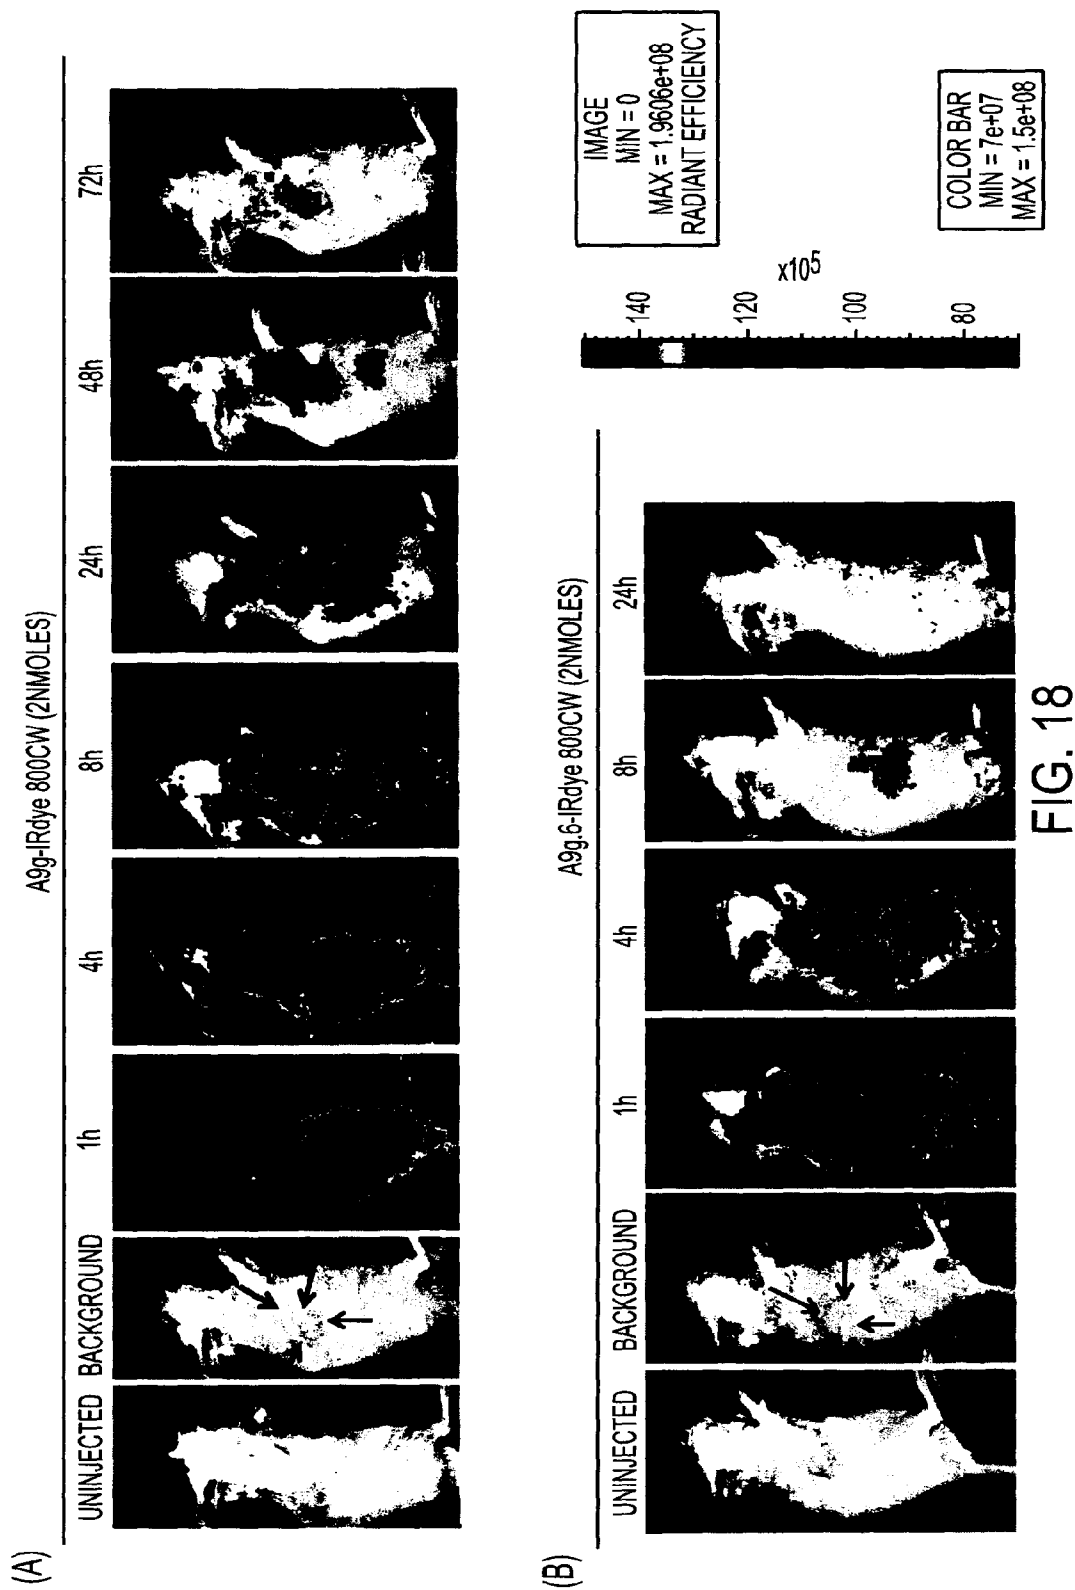 (A)
A9g-IRdye 800CW (2NMOLES)
UNINJECTED BACKGROUND 1h 4h 8h 24h 48h 72h
(B)
A9g.6-IRdye 800CW (2NMOLES)
UNINJECTED BACKGROUND 1h 4h 8h 24h
140
120
100
80
x10⁵
IMAGE
MIN = 0
MAX = 1.9606e+08
RADIANT EFFICIENCY
COLOR BAR
MIN = 7e+07
MAX = 1.5e+08
FIG. 18